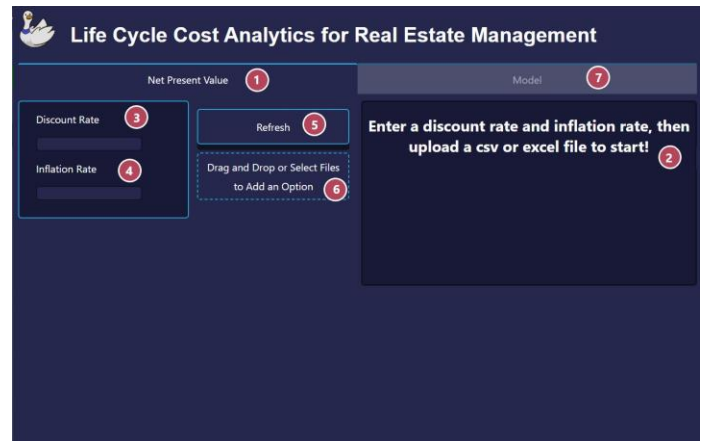 Life Cycle Cost Analytics for Real Estate Management
Net Present Value 1
Model 7
Discount Rate 3
Inflation Rate 4
Refresh 5
Drag and Drop or Select Files
to Add an Option 6
Enter a discount rate and inflation rate, then
upload a csv or excel file to start! 2